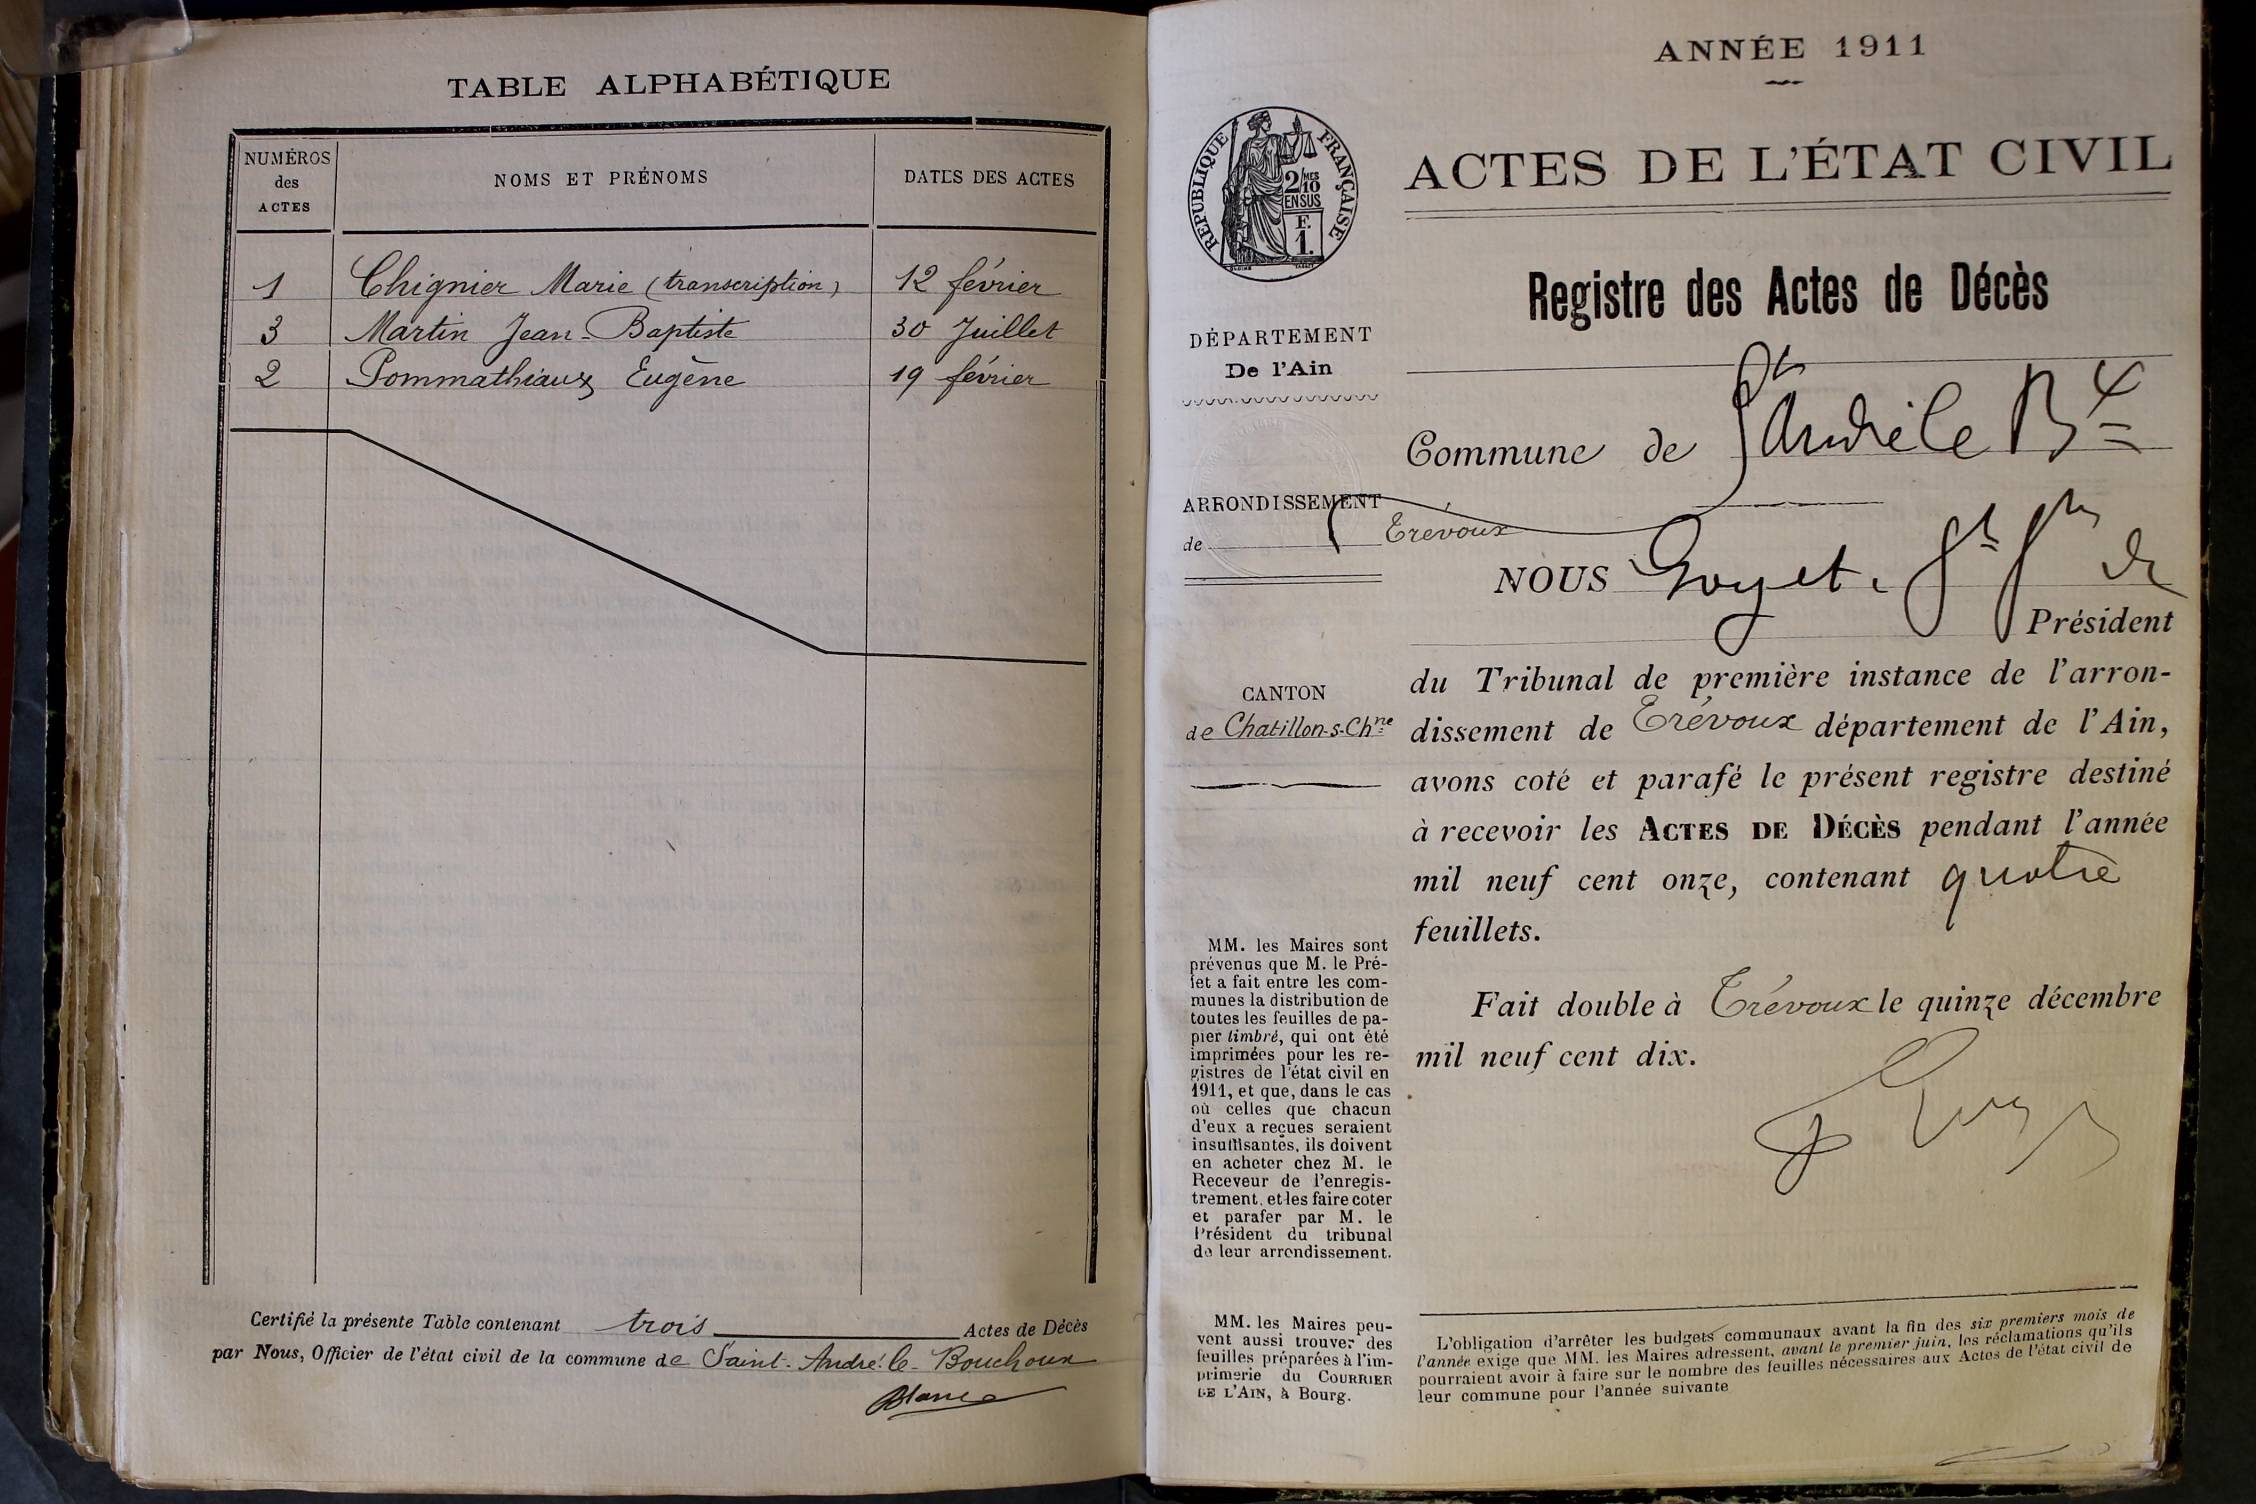 TABLE ALPHABÉTIQUE
NUMÉROS
des
ACTES
NOMS ET PRÉNOMS
DATES DES ACTES
1 Chignier Marie (transcription) 12 février
3 Martin Jean-Baptiste 30 Juillet
2 Pommathiaux Eugène 19 février
Certifié la présente Table contenant trois Actes de Décès
par Nous, Officier de l'état civil de la commune de Saint-André-le-Bouchoux
Blanc
ANNÉE 1911
ACTES DE L'ÉTAT CIVIL
RÉPUBLIQUE FRANÇAISE
2/MES
10
EN SUS
F.
1.
DÉPARTEMENT
De l'Ain
ARRONDISSEMENT
de Trévoux
CANTON
de Chatillon-s-Chne
MM. les Maires sont
prévenus que M. le Pré-
fet a fait entre les com-
munes la distribution de
toutes les feuilles de pa-
pier timbré, qui ont été
imprimées pour les re-
gistres de l'état civil en
1911, et que, dans le cas
où celles que chacun
d'eux a reçues seraient
insuffisantes, ils doivent
en acheter chez M. le
Receveur de l'enregis-
trement, et les faire coter
et parafer par M. le
Président du tribunal
de leur arrondissement.
MM. les Maires peu-
vent aussi trouver des
feuilles préparées à l'im-
primerie du COURRIER
DE L'AIN, à Bourg.
Registre des Actes de Décès
Commune de St André le Bx
NOUS Goyet
Président
du Tribunal de première instance de l'arron-
dissement de Trévoux département de l'Ain,
avons coté et parafé le présent registre destiné
à recevoir les ACTES DE DÉCÈS pendant l'année
mil neuf cent onze, contenant quatre
feuillets.
Fait double à Trévoux le quinze décembre
mil neuf cent dix.
L'obligation d'arrêter les budgets communaux avant la fin des six premiers mois de
l'année exige que MM. les Maires adressent, avant le premier juin, les réclamations qu'ils
pourraient avoir à faire sur le nombre des feuilles nécessaires aux Actes de l'état civil de
leur commune pour l'année suivante